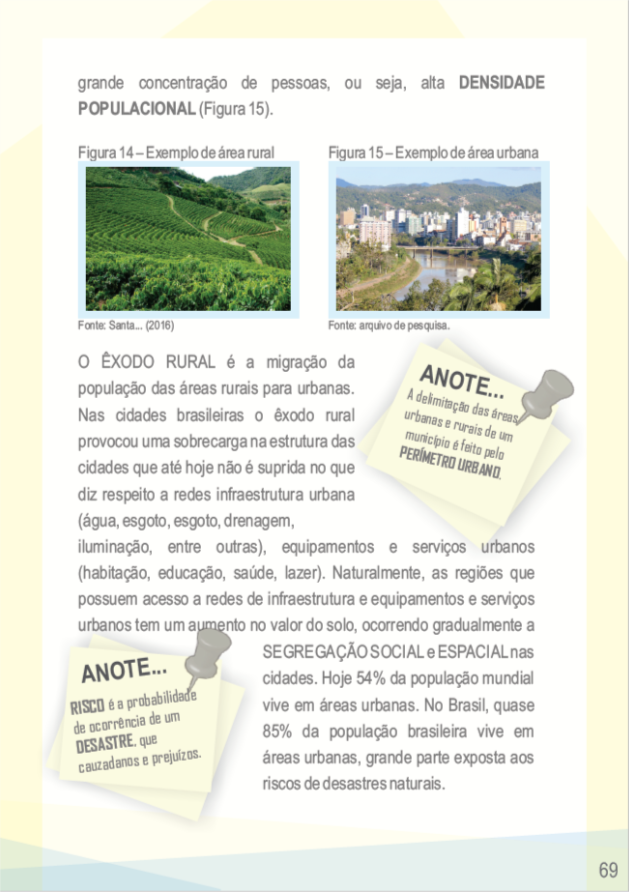 grande concentração de pessoas, ou seja, alta DENSIDADE
POPULACIONAL (Figura 15).
Figura 14 – Exemplo de área rural
Fonte: Santa... (2016)
Figura 15 – Exemplo de área urbana
Fonte: arquivo de pesquisa.
O ÊXODO RURAL é a migração da
população das áreas rurais para urbanas.
Nas cidades brasileiras o êxodo rural
provocou uma sobrecarga na estrutura das
cidades que até hoje não é suprida no que
diz respeito a redes infraestrutura urbana
(água, esgoto, esgoto, drenagem,
iluminação, entre outras), equipamentos e serviços urbanos
(habitação, educação, saúde, lazer). Naturalmente, as regiões que
possuem acesso a redes de infraestrutura e equipamentos e serviços
urbanos tem um aumento no valor do solo, ocorrendo gradualmente a
SEGREGAÇÃO SOCIAL e ESPACIAL nas
cidades. Hoje 54% da população mundial
vive em áreas urbanas. No Brasil, quase
85% da população brasileira vive em
áreas urbanas, grande parte exposta aos
riscos de desastres naturais.
ANOTE...
A delimitação das áreas
urbanas e rurais de um
município é feito pelo
PERÍMETRO URBANO.
ANOTE...
RISCO é a probabilidade
de ocorrência de um
DESASTRE, que
cauzadanos e prejuízos.
69